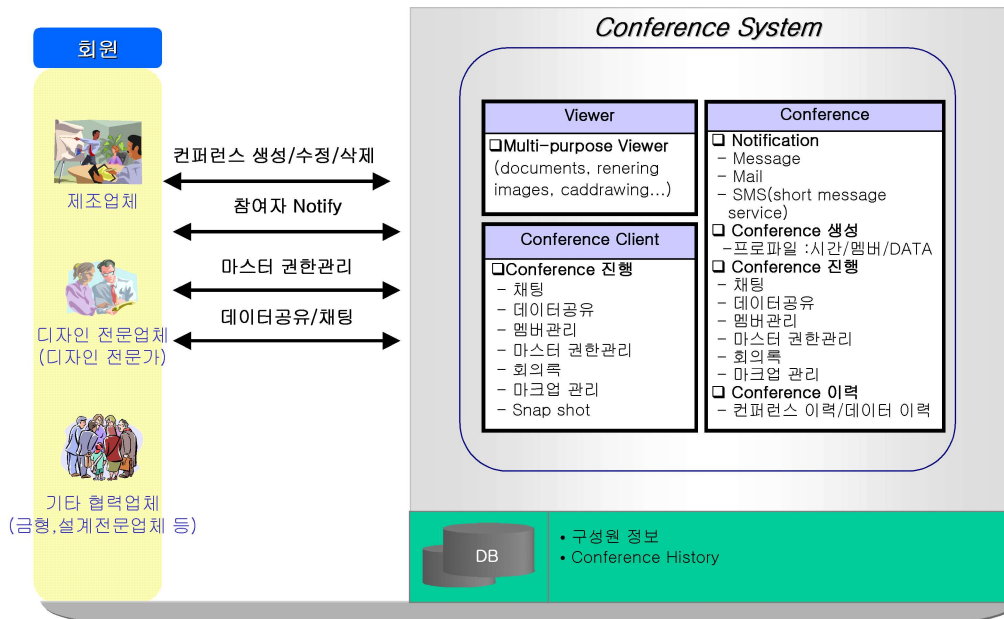 Conference System
회원
제조업체
디자인 전문업체
(디자인 전문가)
기타 협력업체
(금형,설계전문업체 등)
컨퍼런스 생성/수정/삭제
참여자 Notify
마스터 권한관리
데이터공유/채팅
Viewer
❑Multi-purpose Viewer
(documents, renering
images, caddrawing...)
Conference Client
❑Conference 진행
- 채팅
- 데이터공유
- 멤버관리
- 마스터 권한관리
- 회의록
- 마크업 관리
- Snap shot
Conference
❑ Notification
- Message
- Mail
- SMS(short message
service)
❑ Conference 생성
-프로파일 :시간/멤버/DATA
❑ Conference 진행
- 채팅
- 데이터공유
- 멤버관리
- 마스터 권한관리
- 회의록
- 마크업 관리
❑ Conference 이력
- 컨퍼런스 이력/데이터 이력
DB
• 구성원 정보
• Conference History